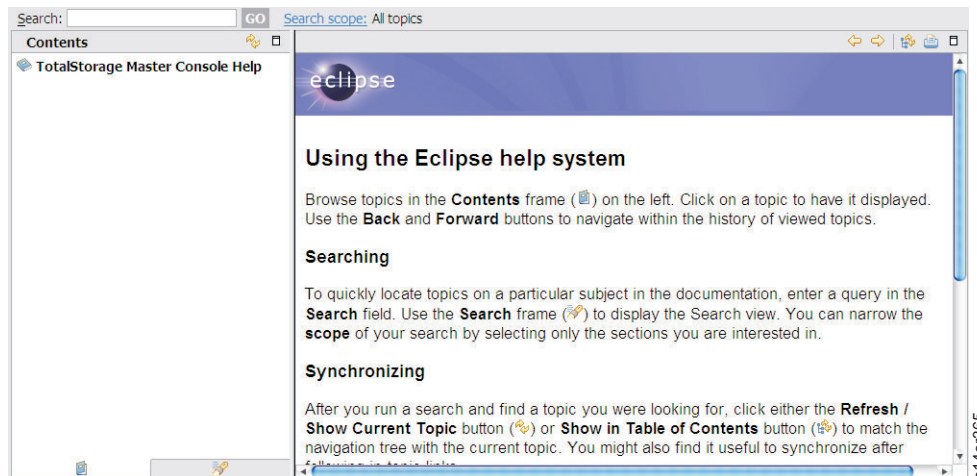 Search: GO Search scope: All topics
Contents
TotalStorage Master Console Help
eclipse
Using the Eclipse help system
Browse topics in the Contents frame ( ) on the left. Click on a topic to have it displayed.
Use the Back and Forward buttons to navigate within the history of viewed topics.
Searching
To quickly locate topics on a particular subject in the documentation, enter a query in the
Search field. Use the Search frame ( ) to display the Search view. You can narrow the
scope of your search by selecting only the sections you are interested in.
Synchronizing
After you run a search and find a topic you were looking for, click either the Refresh /
Show Current Topic button ( ) or Show in Table of Contents button ( ) to match the
navigation tree with the current topic. You might also find it useful to synchronize after